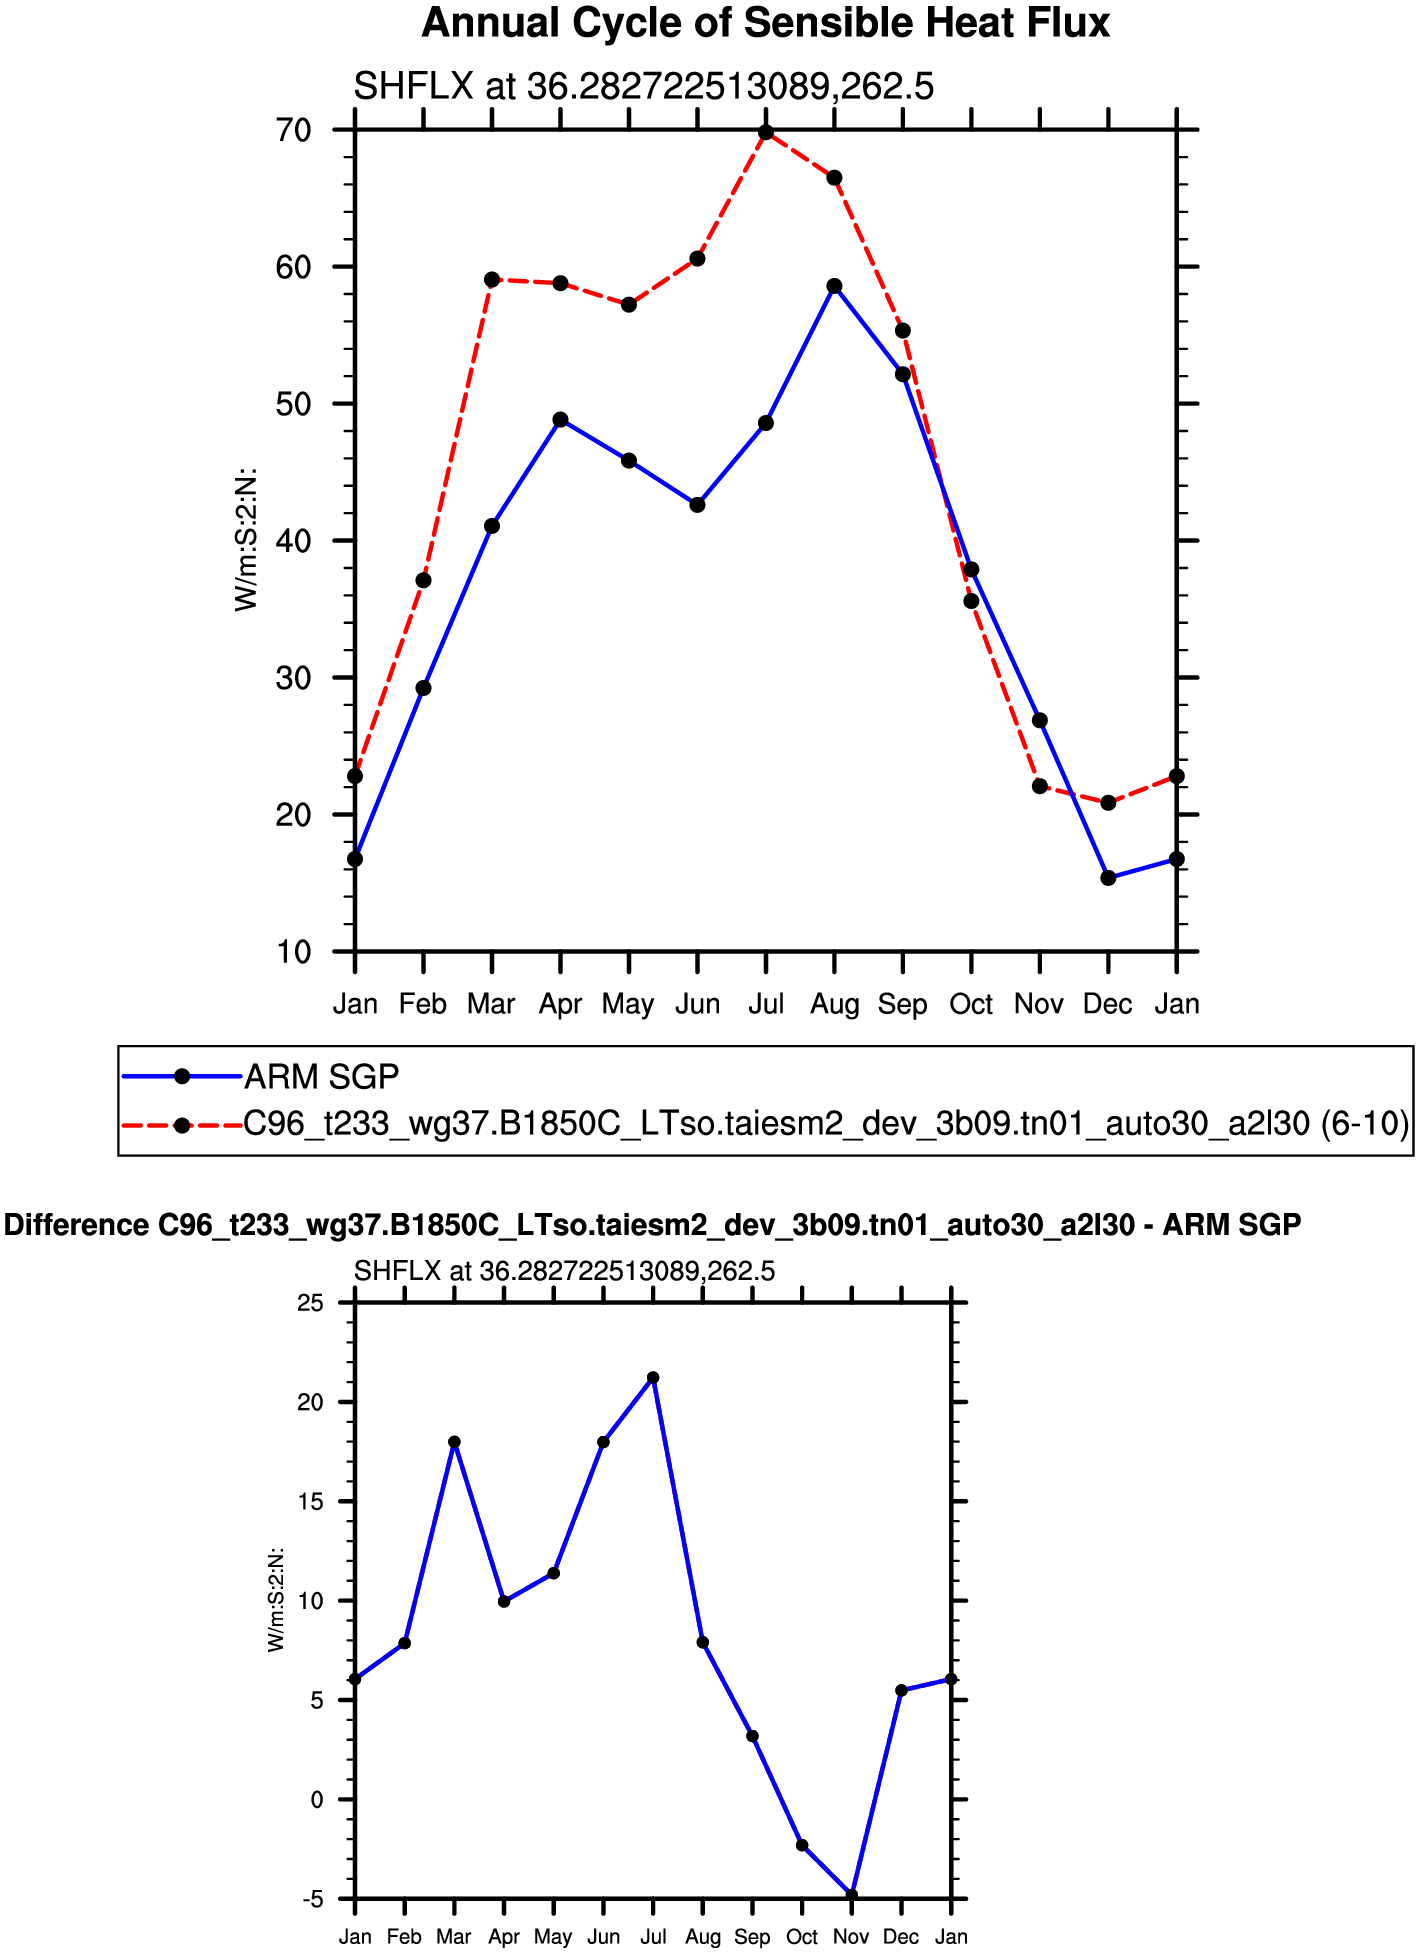 Annual Cycle of Sensible Heat Flux
SHFLX at 36.282722513089,262.5
70
60
50
40
30
20
10
W/m:S:2:N:
Jan Feb Mar Apr May Jun Jul Aug Sep Oct Nov Dec Jan
ARM SGP
C96_t233_wg37.B1850C_LTso.taiesm2_dev_3b09.tn01_auto30_a2l30 (6-10)
Difference C96_t233_wg37.B1850C_LTso.taiesm2_dev_3b09.tn01_auto30_a2l30 - ARM SGP
SHFLX at 36.282722513089,262.5
25
20
15
10
5
0
-5
W/m:S:2:N:
Jan Feb Mar Apr May Jun Jul Aug Sep Oct Nov Dec Jan